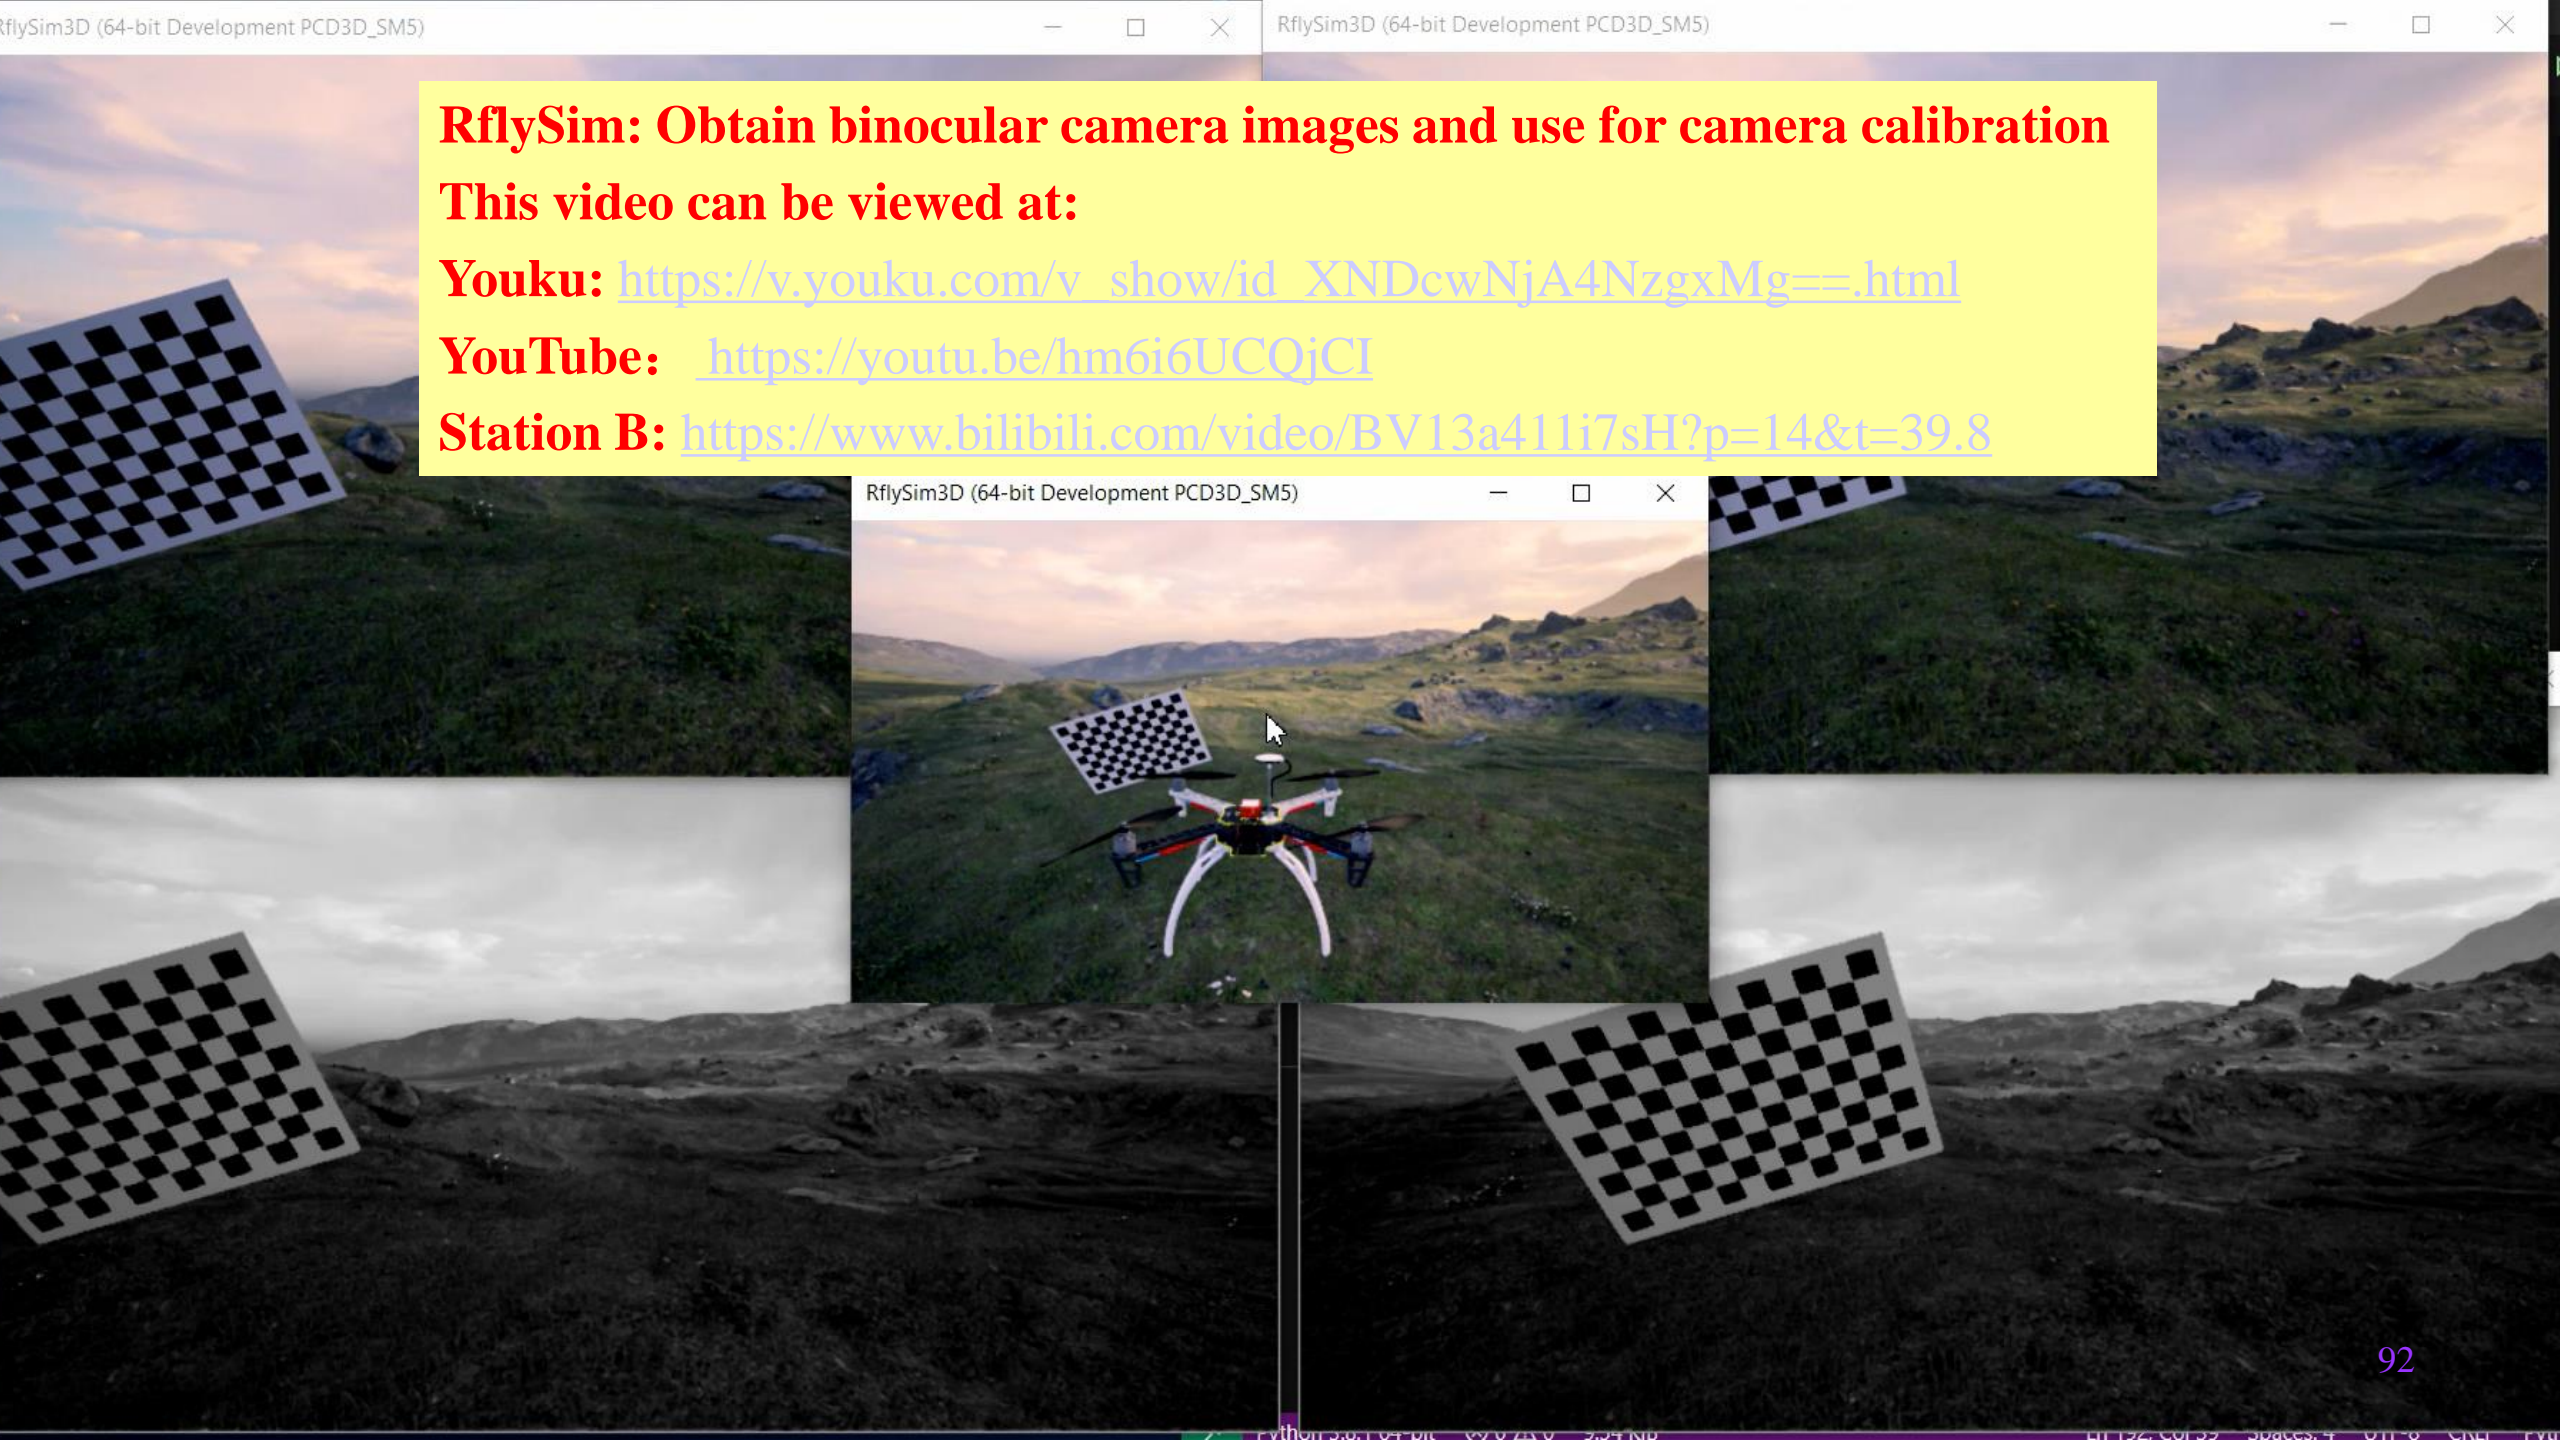 RflySim3D (64-bit Development PCD3D_SM5)
RflySim3D (64-bit Development PCD3D_SM5)
RflySim: Obtain binocular camera images and use for camera calibration
This video can be viewed at:
Youku: https://v.youku.com/v_show/id_XNDcwNjA4NzgxMg==.html
YouTube： https://youtu.be/hm6i6UCQjCI
Station B: https://www.bilibili.com/video/BV13a411i7sH?p=14&t=39.8
RflySim3D (64-bit Development PCD3D_SM5)
92